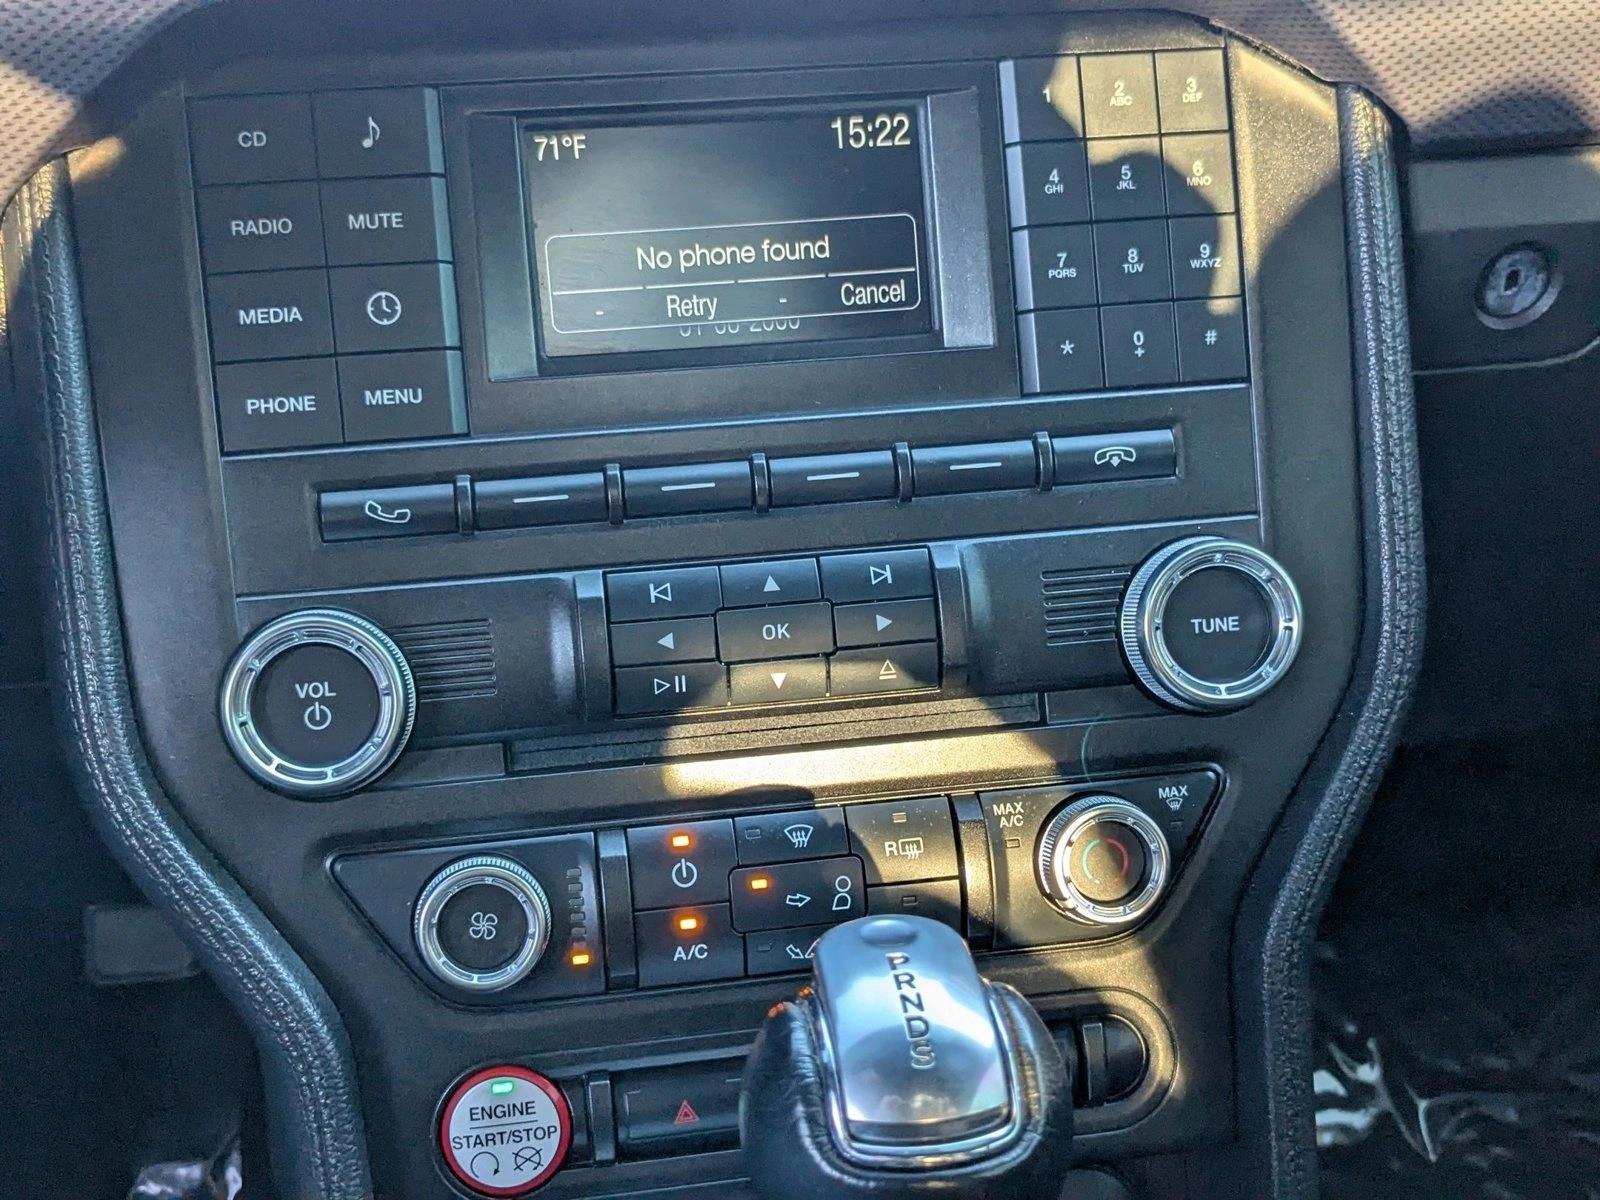 CD
RADIO MUTE
MEDIA
PHONE MENU
71°F 15:22
No phone found
- Retry - Cancel
1 2 ABC 3 DEF
4 GHI 5 JKL 6 MNO
7 PQRS 8 TUV 9 WXYZ
* 0 + #
VOL
OK
TUNE
A/C
R
MAX A/C
MAX
PRNDS
ENGINE
START/STOP